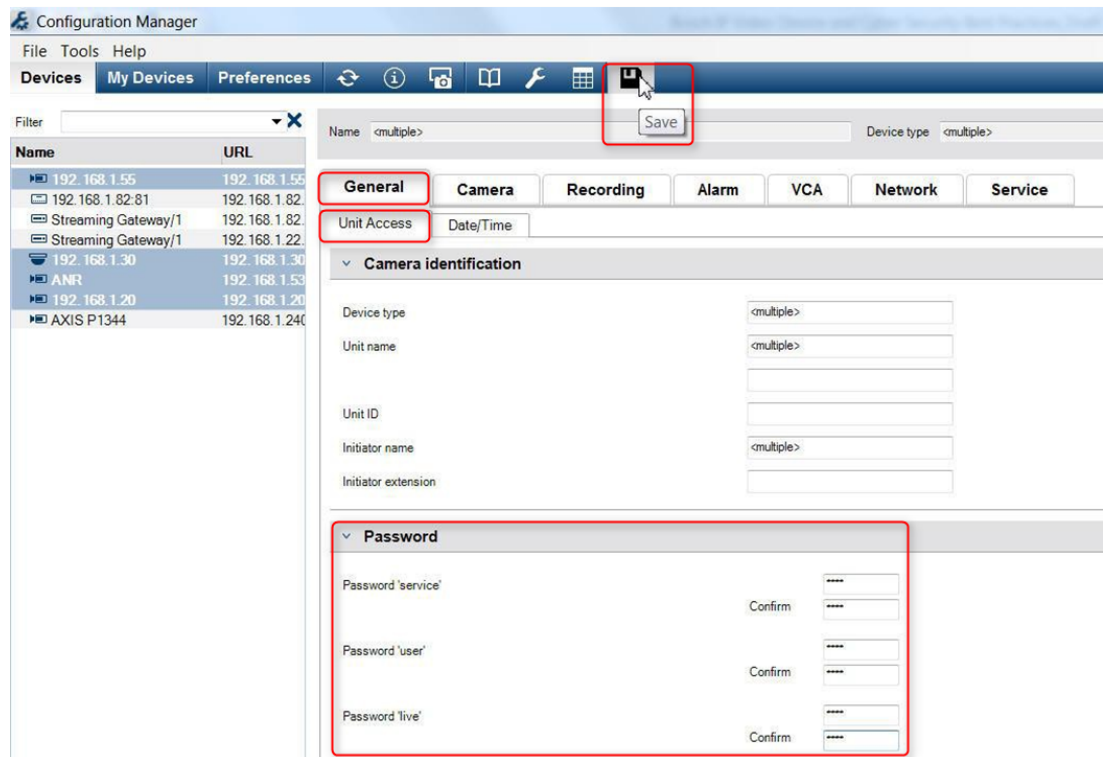 Configuration Manager
File Tools Help
Devices My Devices Preferences
Save
Filter
Name <multiple> Device type <multiple>
Name URL
192.168.1.55 192.168.1.55
192.168.1.82:81 192.168.1.82.
Streaming Gateway/1 192.168.1.82.
Streaming Gateway/1 192.168.1.22.
192.168.1.30 192.168.1.30
ANR 192.168.1.53
192.168.1.20 192.168.1.20
AXIS P1344 192.168.1.240
General Camera Recording Alarm VCA Network Service
Unit Access Date/Time
Camera identification
Device type <multiple>
Unit name <multiple>
Unit ID
Initiator name <multiple>
Initiator extension
Password
Password 'service' ••••
Confirm ••••
Password 'user' ••••
Confirm ••••
Password 'live' ••••
Confirm ••••